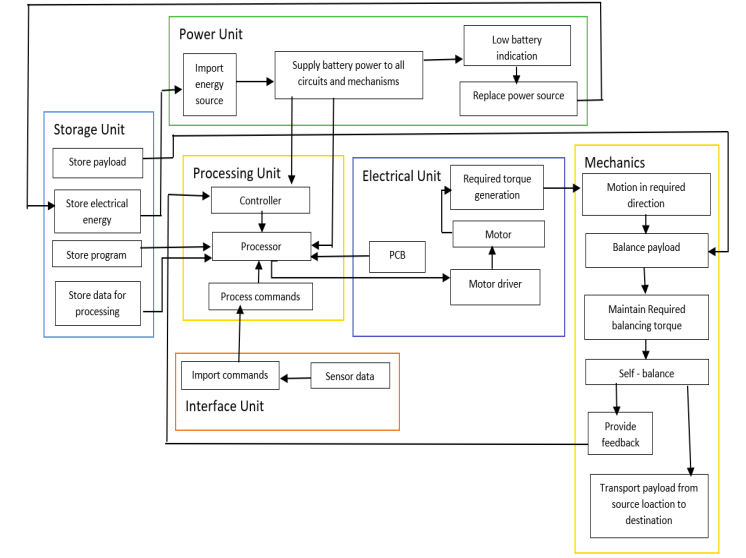 Power Unit
Import
energy
source
Supply battery power to all
circuits and mechanisms
Low battery
indication
Replace power source
Storage Unit
Store payload
Store electrical
energy
Store program
Store data for
processing
Processing Unit
Controller
Processor
Process commands
Electrical Unit
Required torque
generation
Motor
PCB
Motor driver
Interface Unit
Import commands
Sensor data
Mechanics
Motion in required
direction
Balance payload
Maintain Required
balancing torque
Self - balance
Provide
feedback
Transport payload from
source loaction to
destination